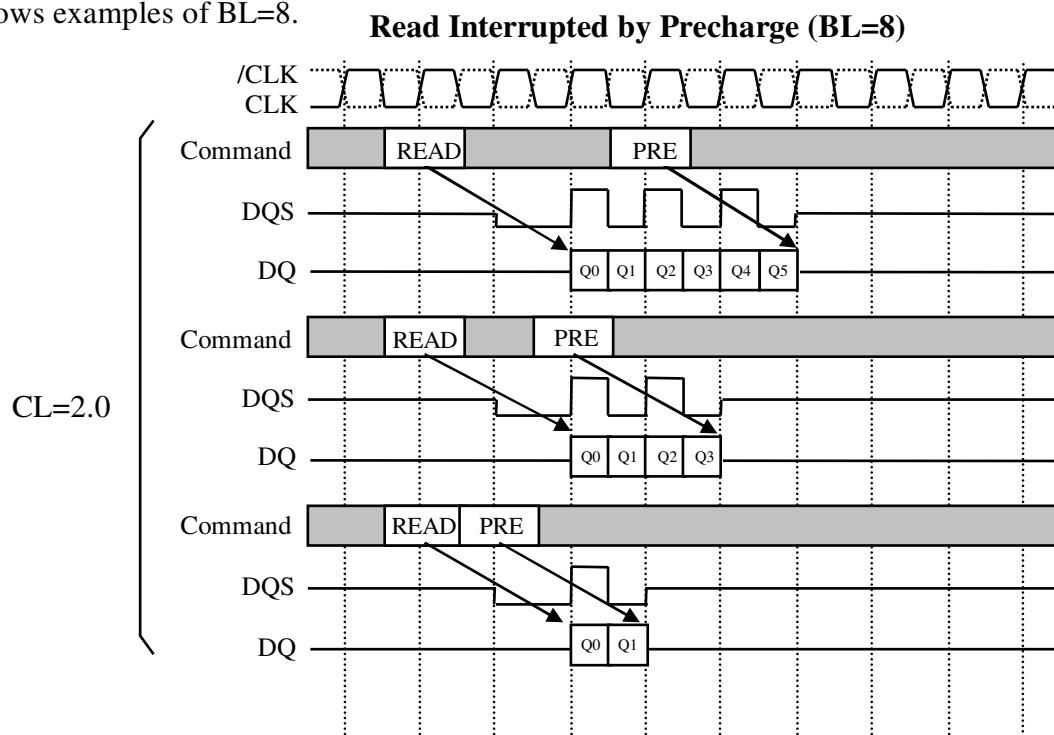 ows examples of BL=8.
Read Interrupted by Precharge (BL=8)
/CLK
CLK
Command READ PRE
DQS
DQ Q0 Q1 Q2 Q3 Q4 Q5
Command READ PRE
CL=2.0
DQS
DQ Q0 Q1 Q2 Q3
Command READ PRE
DQS
DQ Q0 Q1